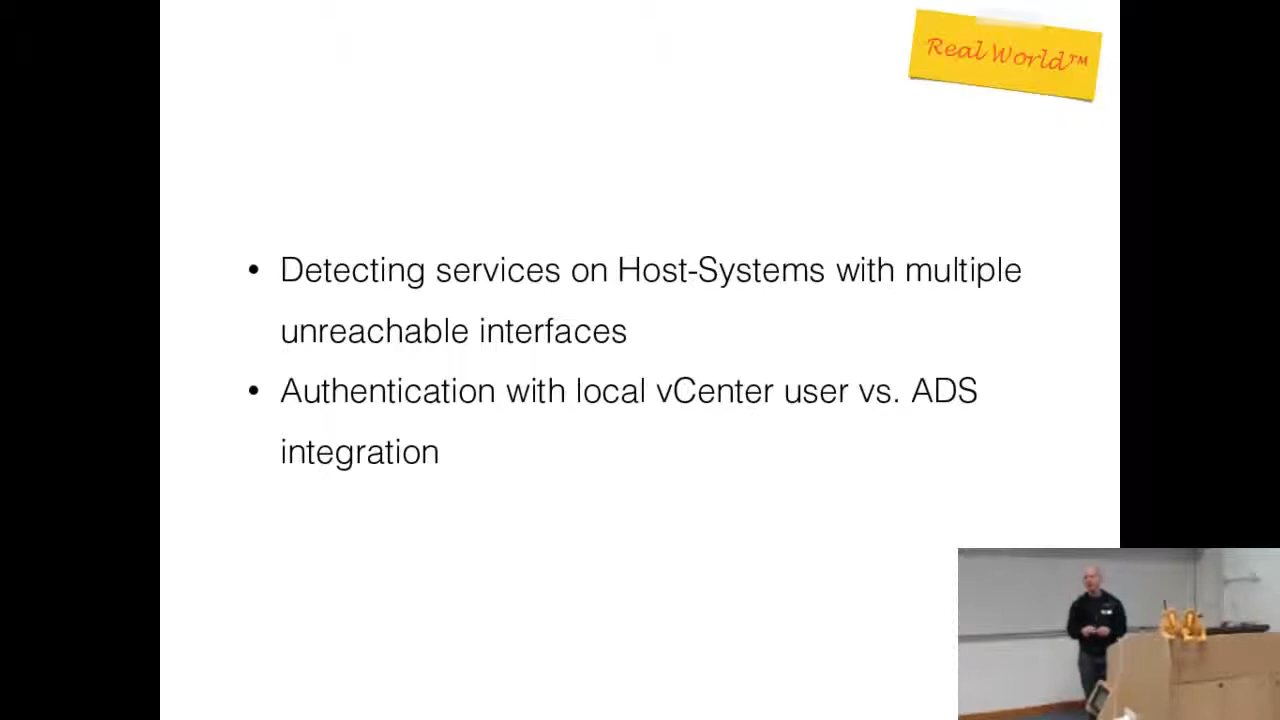 Real World™
• Detecting services on Host-Systems with multiple
unreachable interfaces
• Authentication with local vCenter user vs. ADS
integration